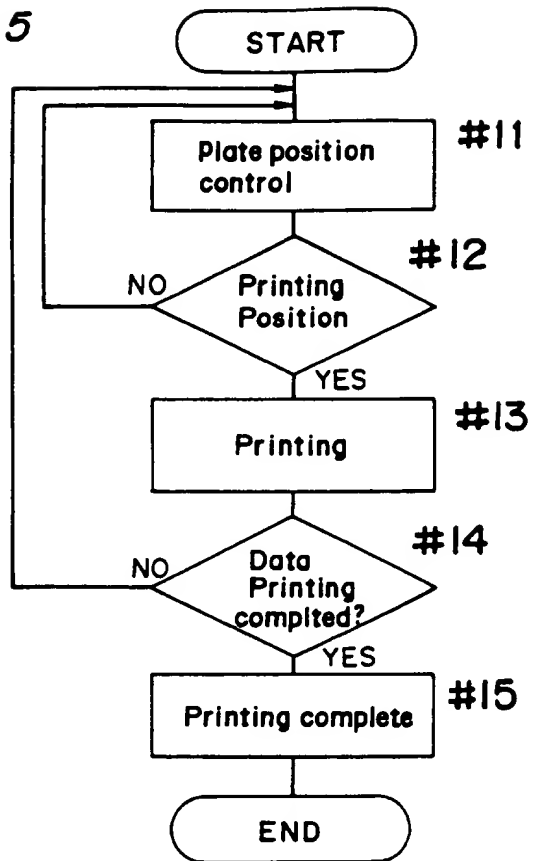 5
START
Plate position
control
#11
#12
NO
Printing
Position
YES
Printing
#13
#14
NO
Data
Printing
complted?
YES
Printing complete
#15
END